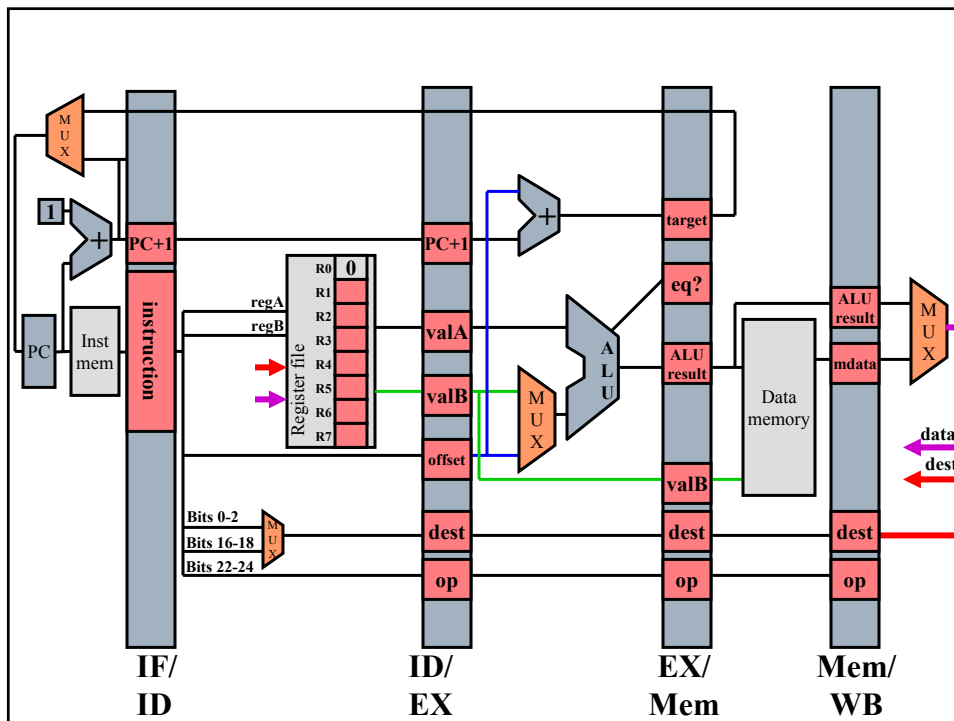 M
U
X
1
+
+
PC+1
PC+1
target
R0
0
R1
R2
R3
R4
R5
R6
R7
Register file
regA
regB
eq?
instruction
PC
Inst
mem
valA
valB
offset
M
U
X
A
L
U
ALU
result
ALU
result
mdata
M
U
X
Data
memory
valB
data
dest
Bits 0-2
Bits 16-18
Bits 22-24
M
U
X
dest
dest
dest
op
op
op
IF/
ID
ID/
EX
EX/
Mem
Mem/
WB